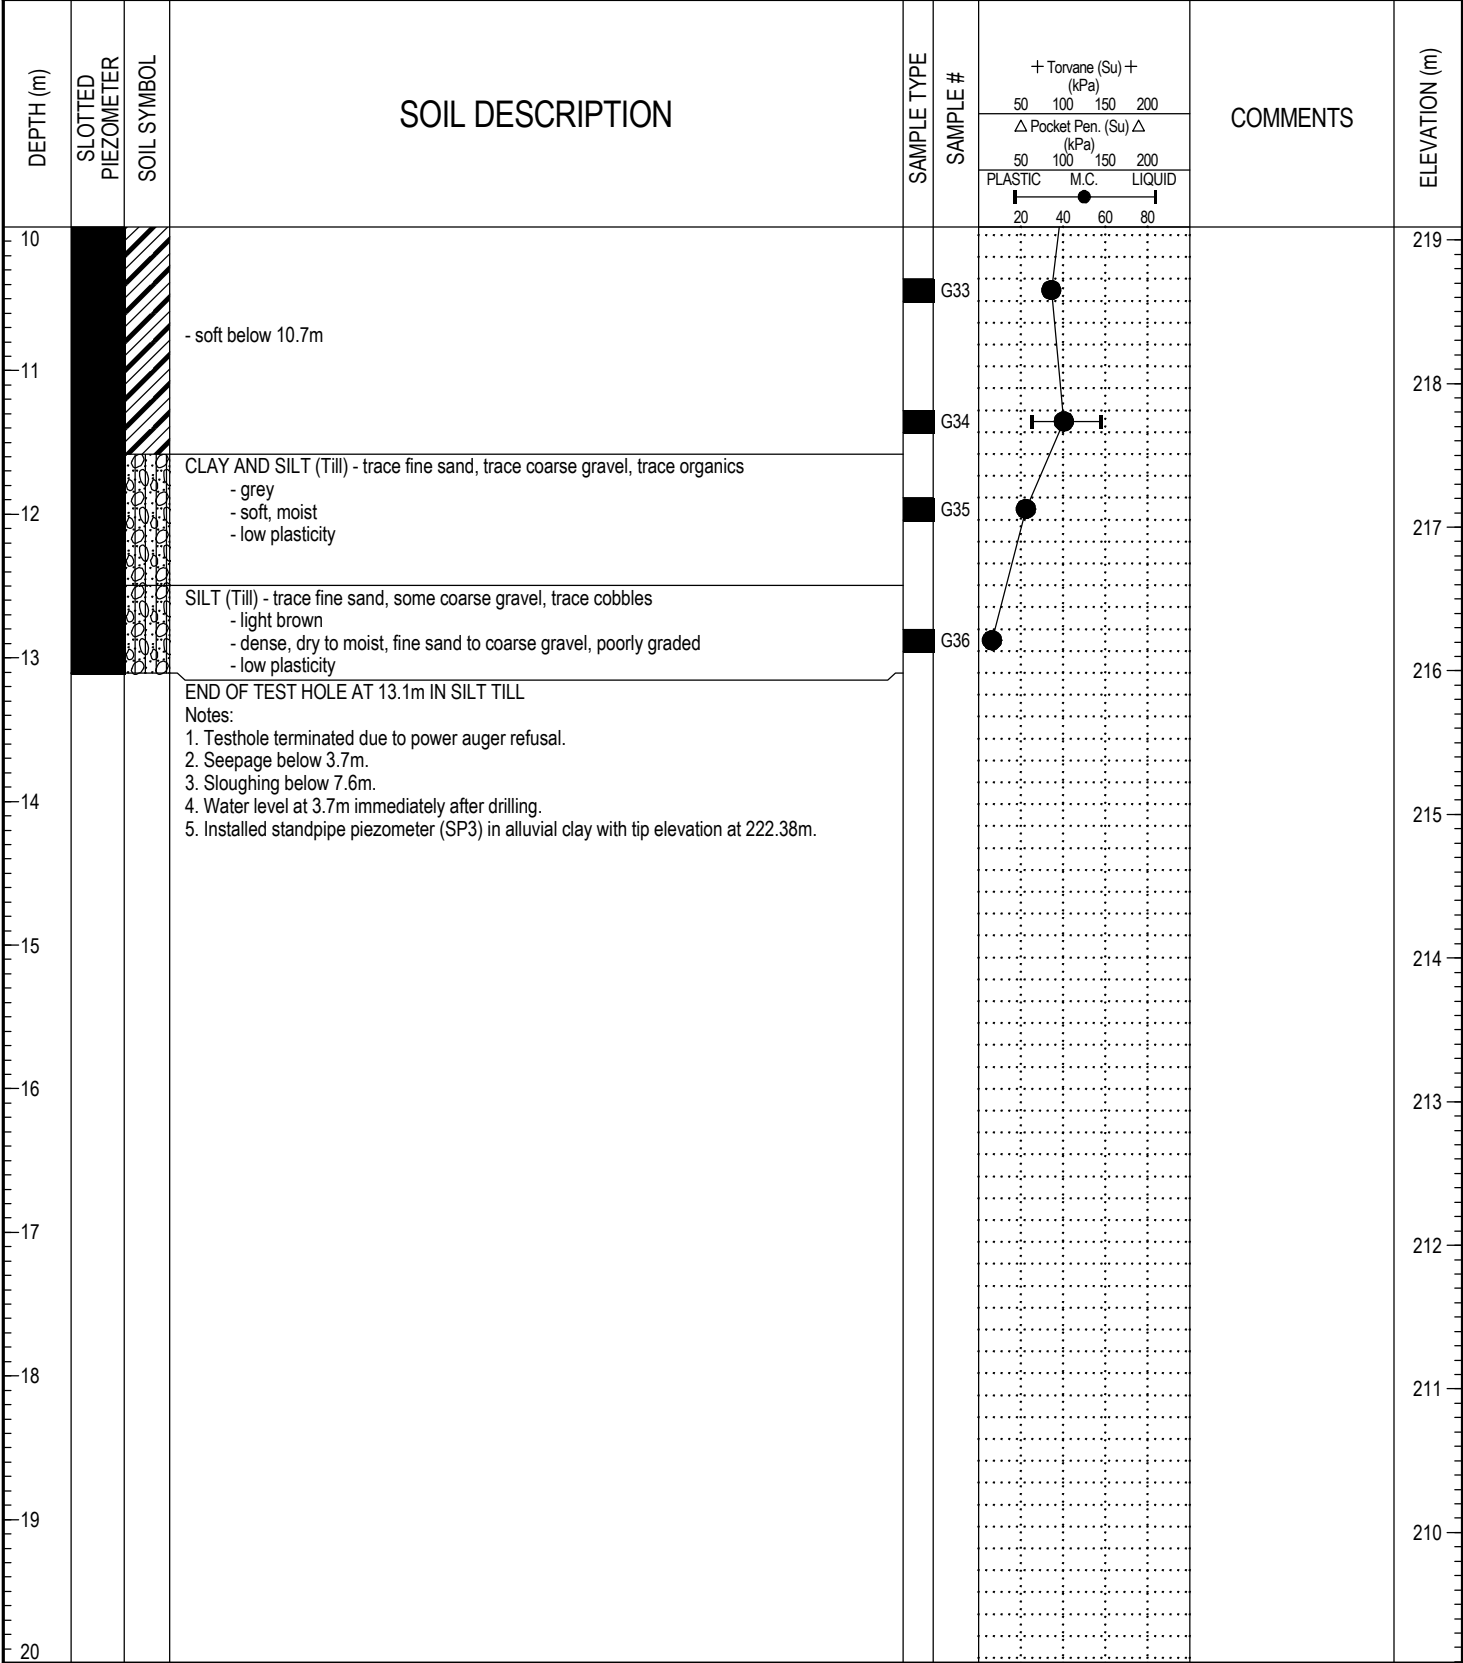 DEPTH (m)
SLOTTED
PIEZOMETER
SOIL SYMBOL
SOIL DESCRIPTION
SAMPLE TYPE
SAMPLE #
+ Torvane (Su) +
(kPa)
50 100 150 200
△ Pocket Pen. (Su) △
(kPa)
50 100 150 200
PLASTIC M.C. LIQUID
20 40 60 80
COMMENTS
ELEVATION (m)
10
219
G33
- soft below 10.7m
11
218
G34
CLAY AND SILT (Till) - trace fine sand, trace coarse gravel, trace organics
- grey
- soft, moist
- low plasticity
G35
12
217
SILT (Till) - trace fine sand, some coarse gravel, trace cobbles
- light brown
- dense, dry to moist, fine sand to coarse gravel, poorly graded
- low plasticity
G36
13
216
END OF TEST HOLE AT 13.1m IN SILT TILL
Notes:
1. Testhole terminated due to power auger refusal.
2. Seepage below 3.7m.
3. Sloughing below 7.6m.
4. Water level at 3.7m immediately after drilling.
5. Installed standpipe piezometer (SP3) in alluvial clay with tip elevation at 222.38m.
14
215
15
214
16
213
17
212
18
211
19
210
20